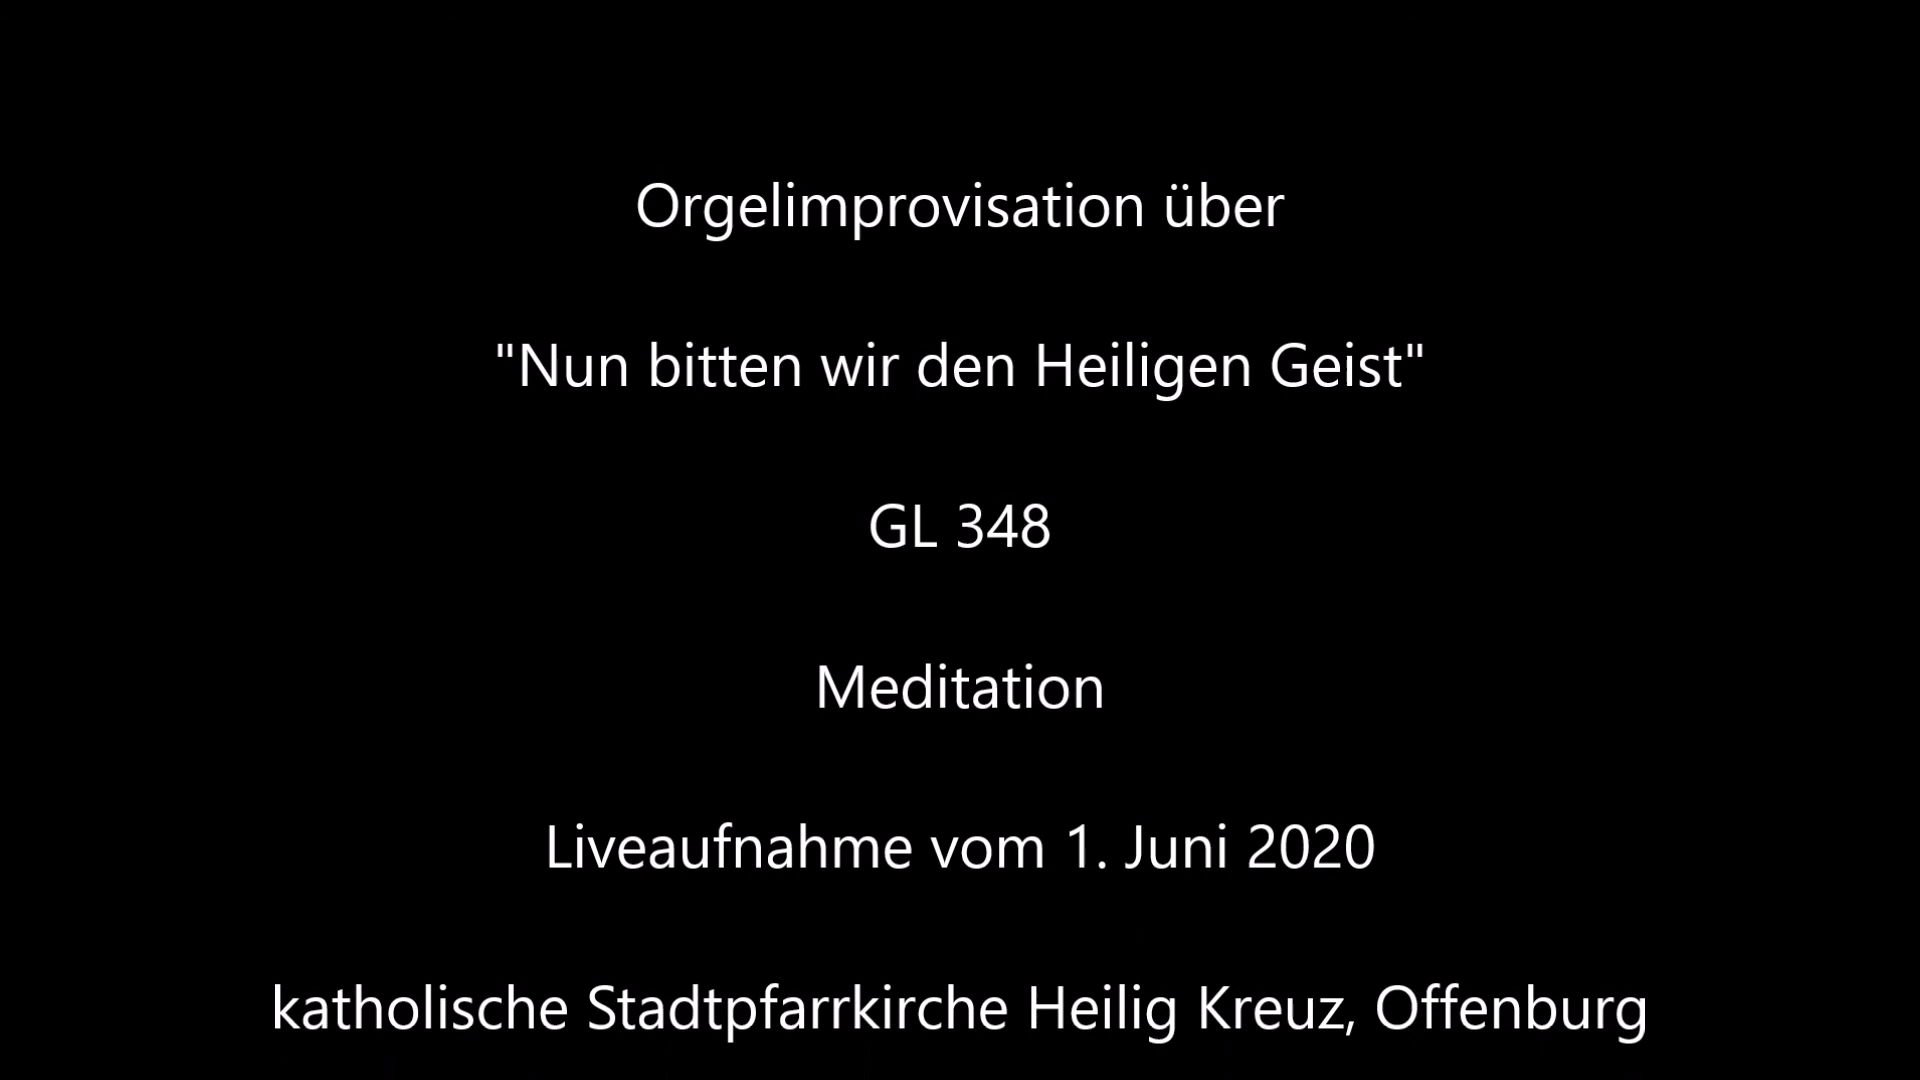 Orgelimprovisation über
"Nun bitten wir den Heiligen Geist"
GL 348
Meditation
Liveaufnahme vom 1. Juni 2020
katholische Stadtpfarrkirche Heilig Kreuz, Offenburg